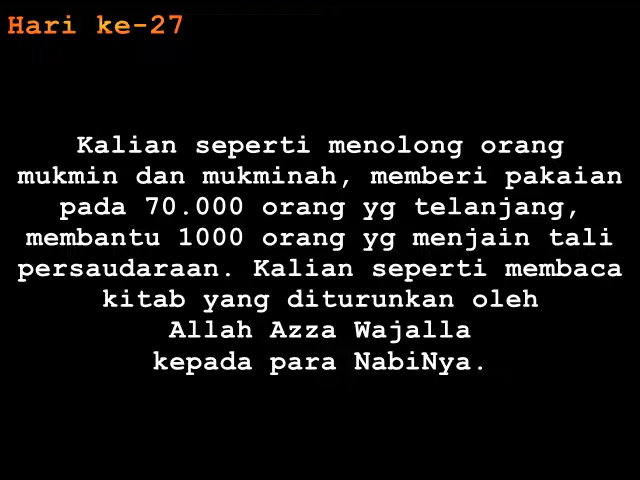 Hari ke-27
Kalian seperti menolong orang
mukmin dan mukminah, memberi pakaian
pada 70.000 orang yg telanjang,
membantu 1000 orang yg menjain tali
persaudaraan. Kalian seperti membaca
kitab yang diturunkan oleh
Allah Azza Wajalla
kepada para NabiNya.